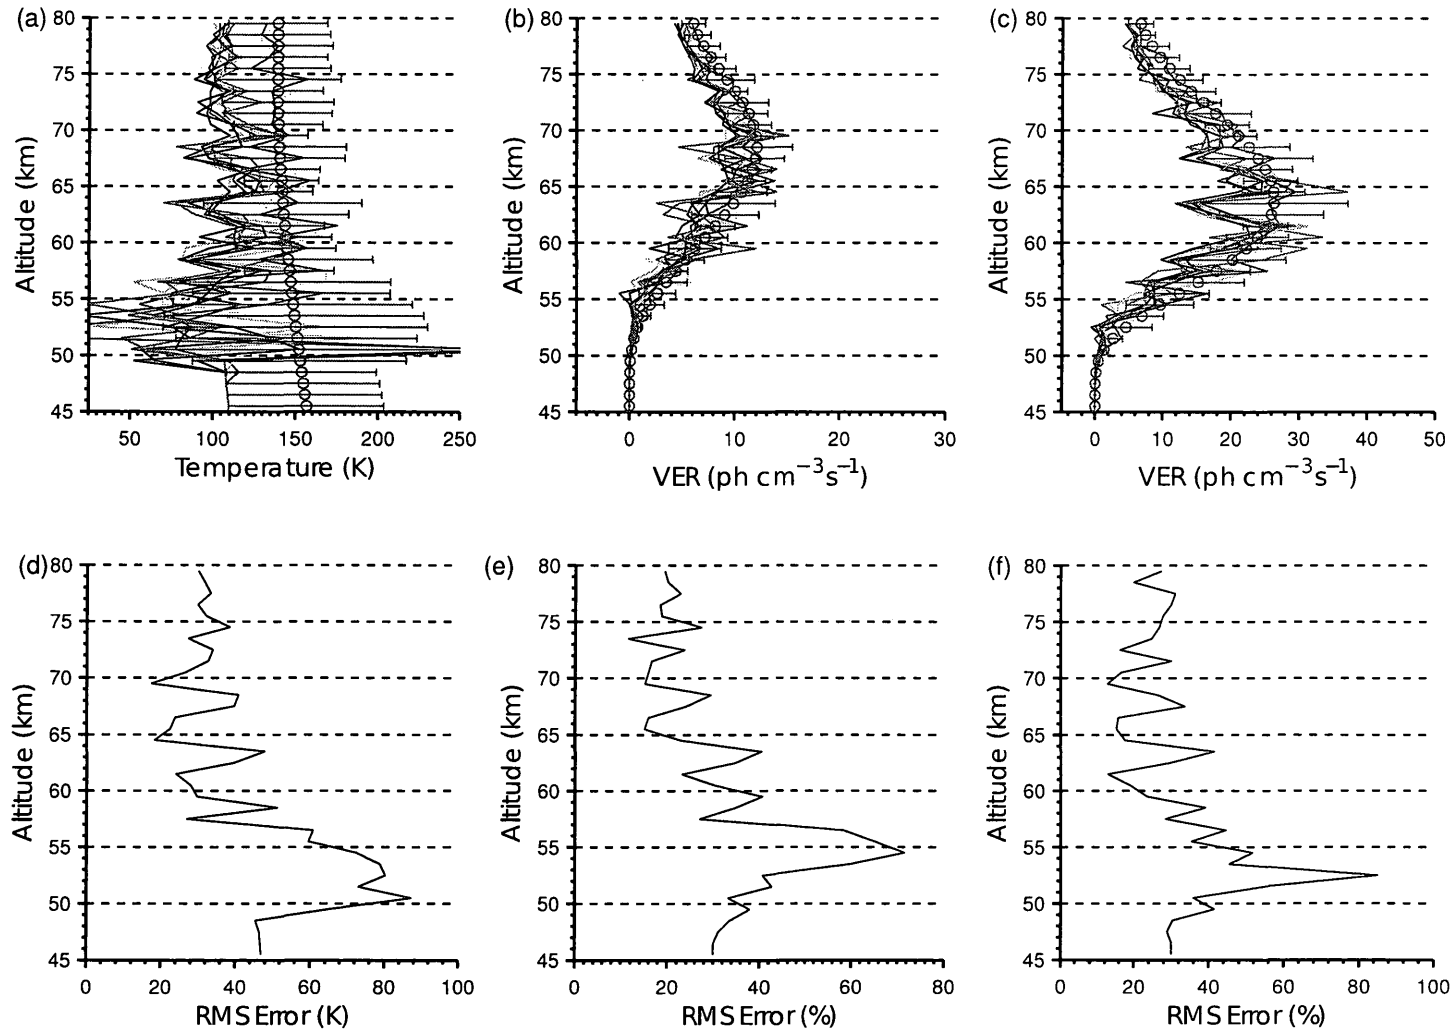 (a)
80
75
70
65
60
55
50
45
Altitude (km)
50 100 150 200 250
Temperature (K)
(b)
80
75
70
65
60
55
50
45
Altitude (km)
0 10 20 30
VER (ph cm⁻³s⁻¹)
(c)
80
75
70
65
60
55
50
45
Altitude (km)
0 10 20 30 40 50
VER (ph cm⁻³s⁻¹)
(d)
80
75
70
65
60
55
50
45
Altitude (km)
0 20 40 60 80 100
RMS Error (K)
(e)
80
75
70
65
60
55
50
45
Altitude (km)
0 20 40 60 80
RMS Error (%)
(f)
80
75
70
65
60
55
50
45
Altitude (km)
0 20 40 60 80 100
RMS Error (%)